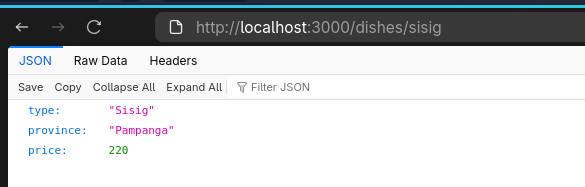 http://localhost:3000/dishes/sisig
JSON Raw Data Headers
Save Copy Collapse All Expand All Filter JSON
type: "Sisig"
province: "Pampanga"
price: 220